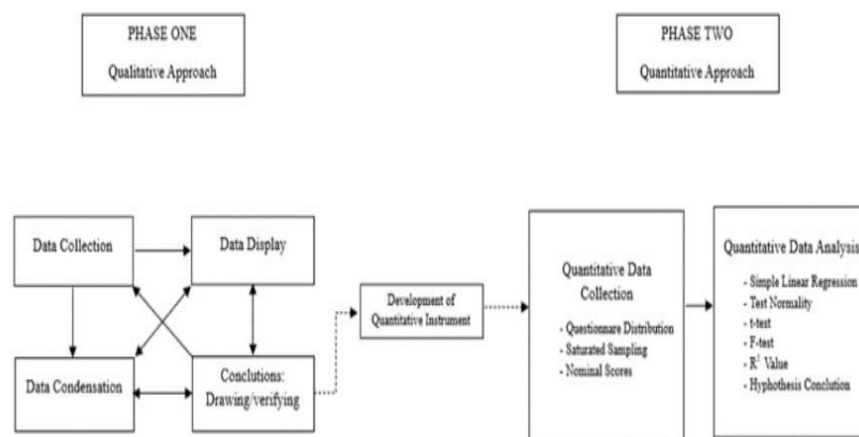 PHASE ONE
Qualitative Approach
PHASE TWO
Quantitative Approach
Data Collection
Data Display
Data Condensation
Conclutions:
Drawing/verifying
Development of
Quantitative Instrument
Quantitative Data
Collection
- Questionnare Distribution
- Saturated Sampling
- Nominal Scores
Quantitative Data Analysis
- Simple Linear Regression
- Test Normality
- t-test
- F-test
- R² Value
- Hyphothesis Conclution